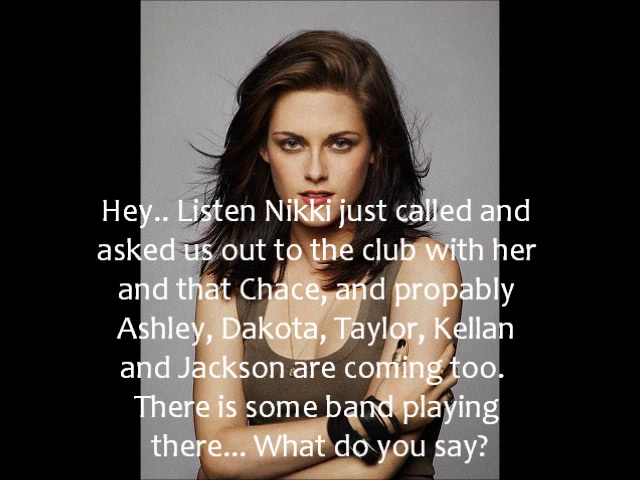 Hey.. Listen Nikki just called and
asked us out to the club with her
and that Chace, and propably
Ashley, Dakota, Taylor, Kellan
and Jackson are coming too.
There is some band playing
there... What do you say?